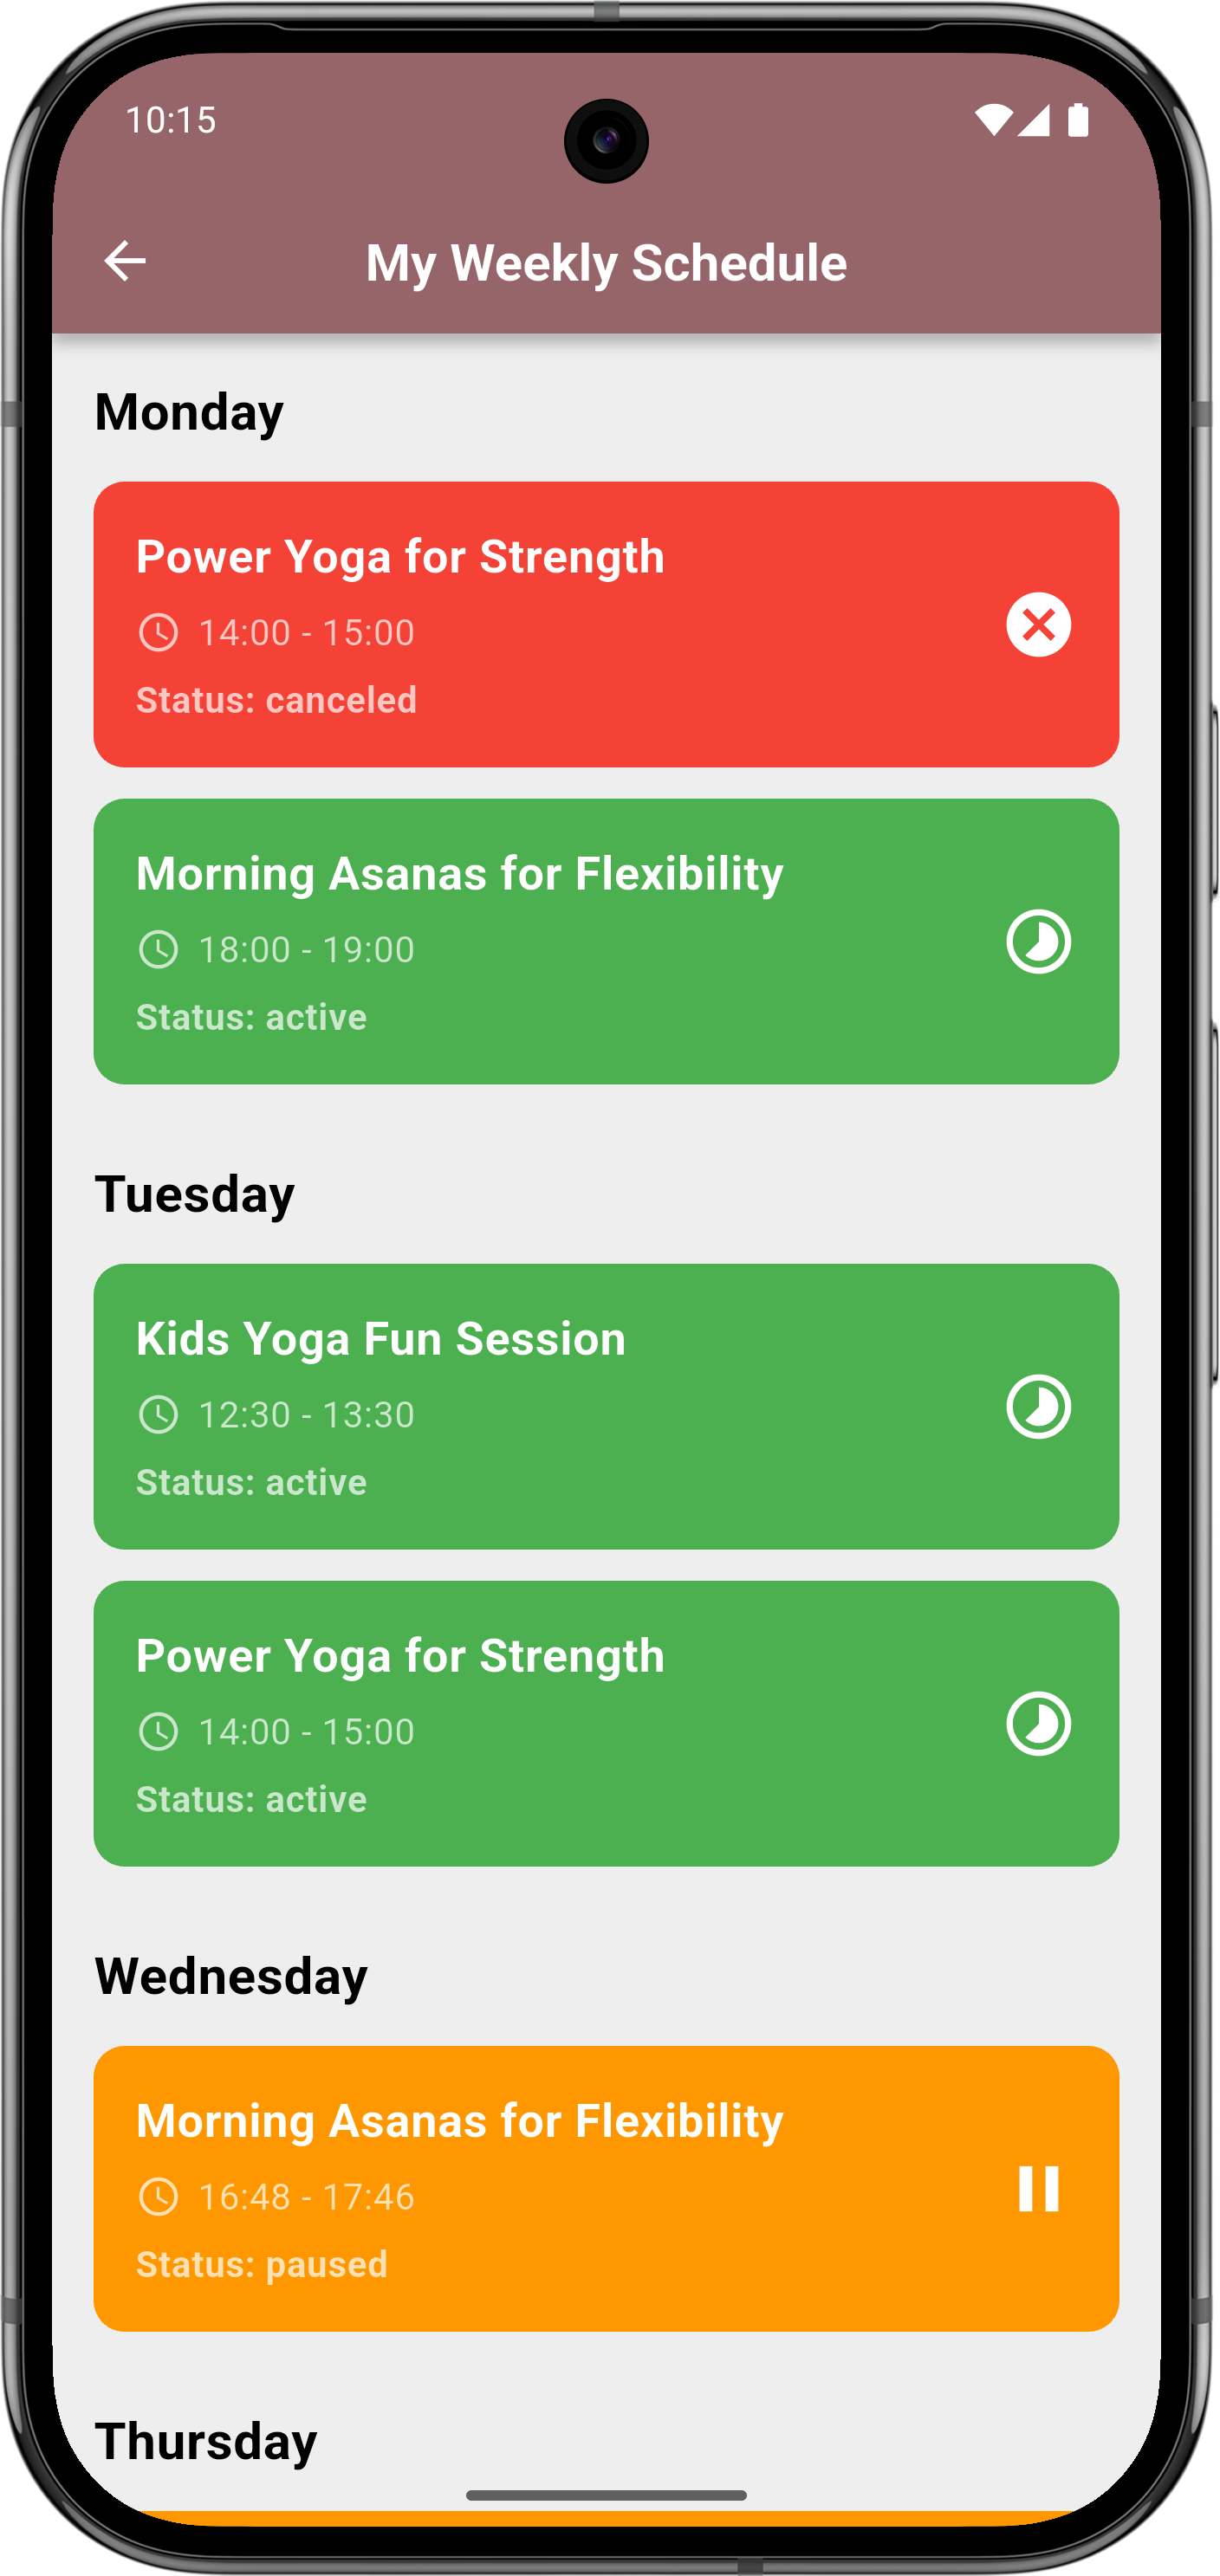 10:15
My Weekly Schedule
Monday
Power Yoga for Strength
14:00 - 15:00
Status: canceled
Morning Asanas for Flexibility
18:00 - 19:00
Status: active
Tuesday
Kids Yoga Fun Session
12:30 - 13:30
Status: active
Power Yoga for Strength
14:00 - 15:00
Status: active
Wednesday
Morning Asanas for Flexibility
16:48 - 17:46
Status: paused
Thursday